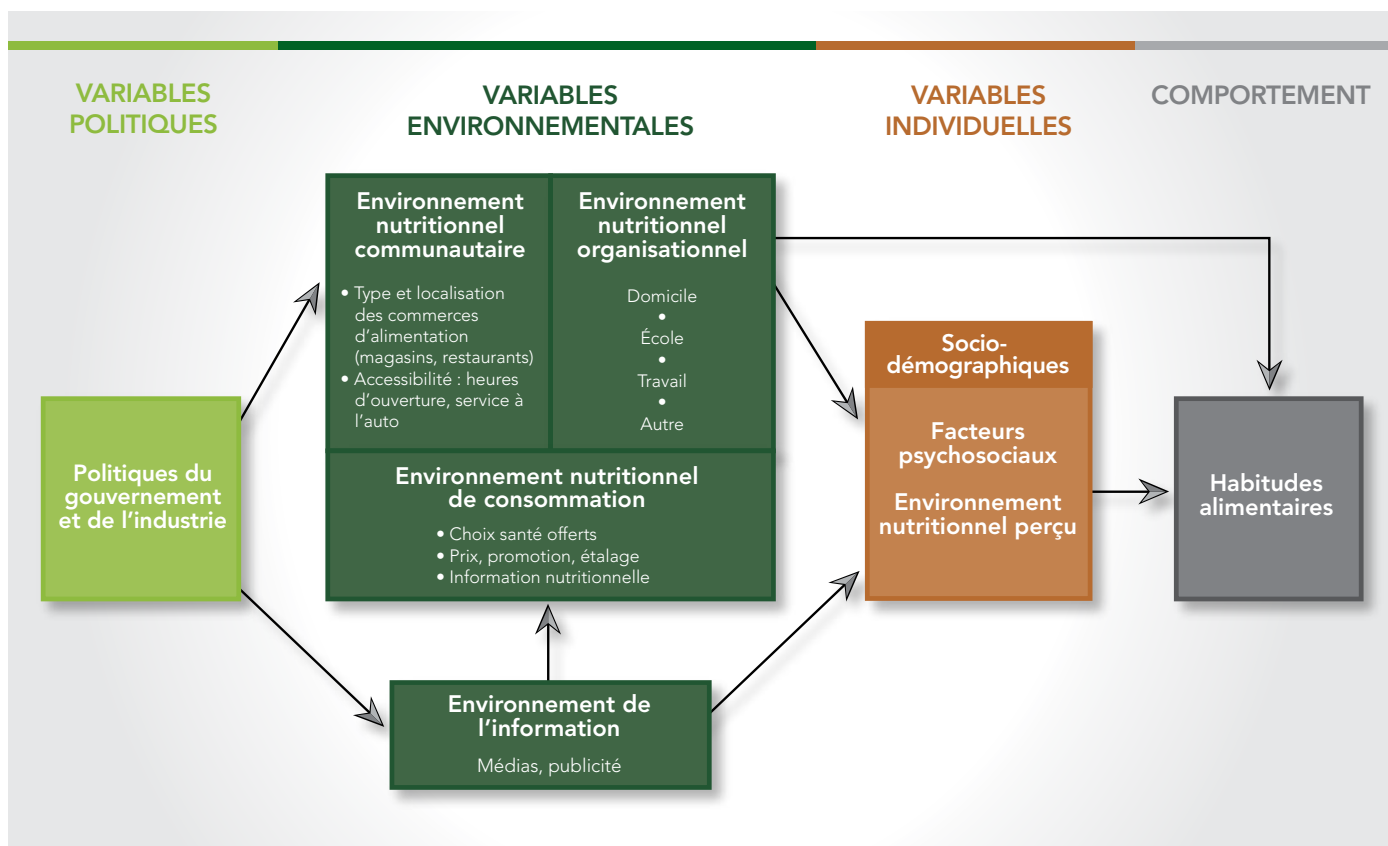 VARIABLES
POLITIQUES
VARIABLES
ENVIRONNEMENTALES
VARIABLES
INDIVIDUELLES
COMPORTEMENT
Environnement
nutritionnel
communautaire
• Type et localisation
des commerces
d'alimentation
(magasins, restaurants)
• Accessibilité : heures
d'ouverture, service à
l'auto
Environnement
nutritionnel
organisationnel
Domicile
•
École
•
Travail
•
Autre
Environnement nutritionnel
de consommation
• Choix santé offerts
• Prix, promotion, étalage
• Information nutritionnelle
Politiques du
gouvernement
et de l'industrie
Environnement de
l'information
Médias, publicité
Socio-
démographiques
Facteurs
psychosociaux
Environnement
nutritionnel perçu
Habitudes
alimentaires